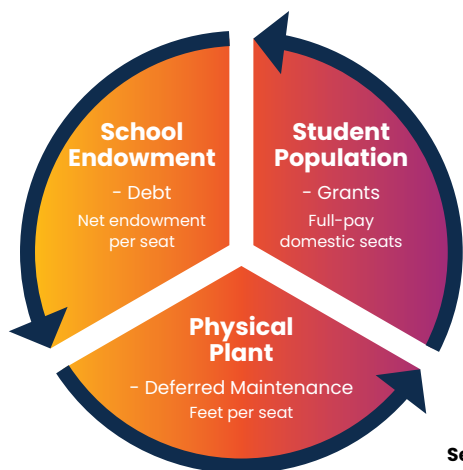 School
Endowment
- Debt
Net endowment
per seat
Student
Population
- Grants
Full-pay
domestic seats
Physical
Plant
- Deferred Maintenance
Feet per seat